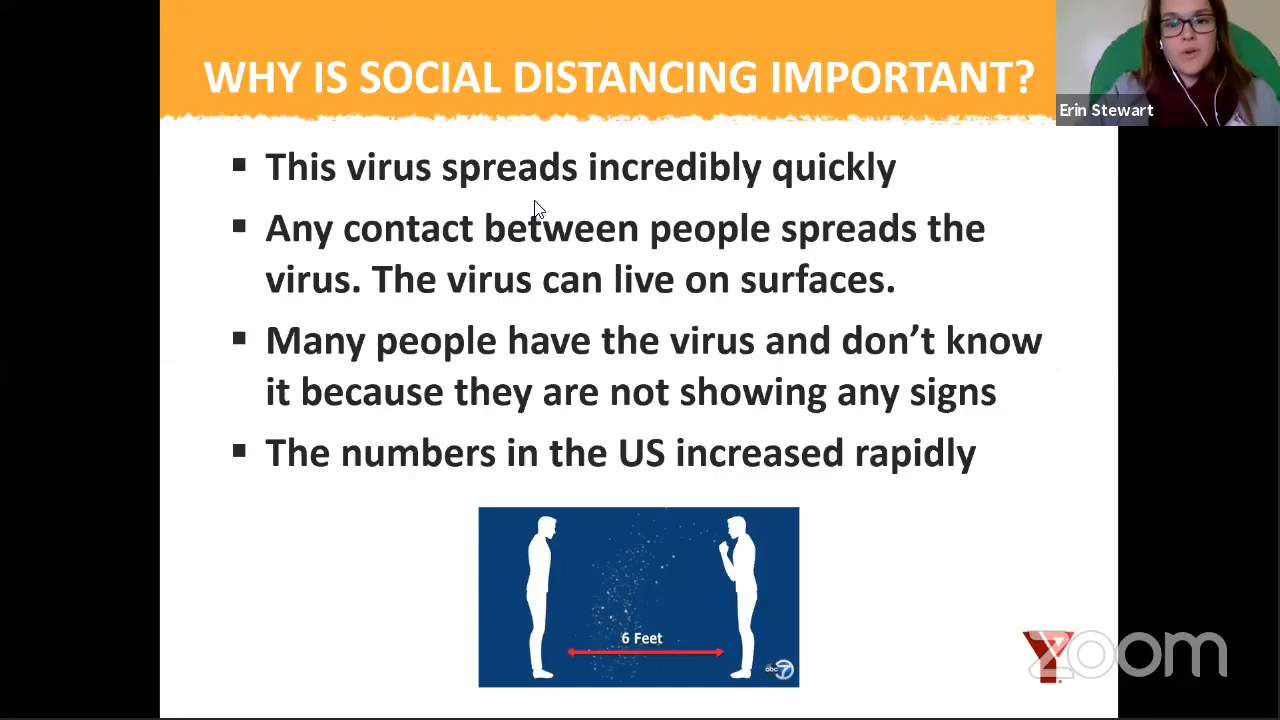 WHY IS SOCIAL DISTANCING IMPORTANT?
Erin Stewart
▪ This virus spreads incredibly quickly
▪ Any contact between people spreads the
virus. The virus can live on surfaces.
▪ Many people have the virus and don’t know
it because they are not showing any signs
▪ The numbers in the US increased rapidly
6 Feet
abc 7
Y
zoom